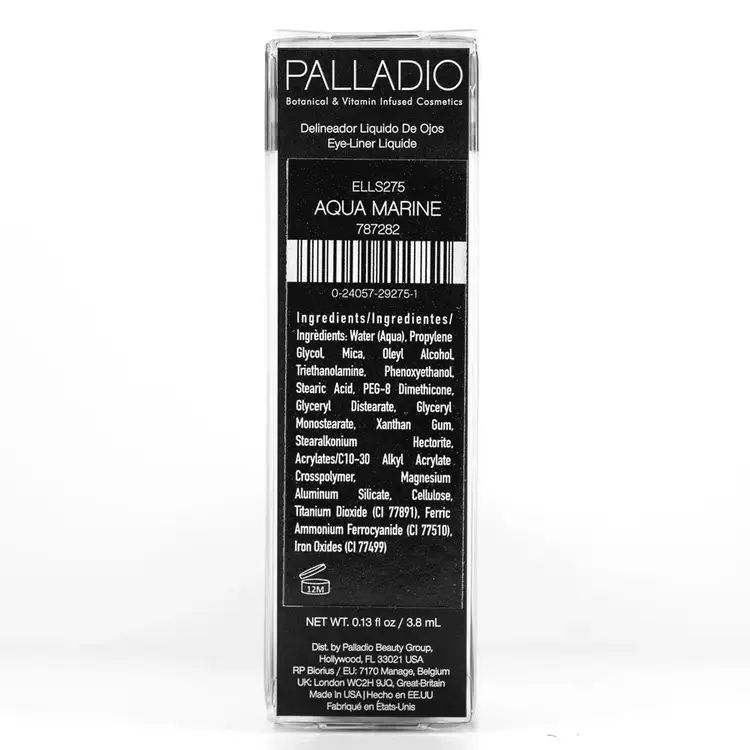 PALLADIO
Botanical & Vitamin Infused Cosmetics
Delineador Liquido De Ojos
Eye-Liner Liquide
ELLS275
AQUA MARINE
787282
0-24057-29275-1
Ingredients/Ingredientes/
Ingrèdients: Water (Aqua), Propylene
Glycol, Mica, Oleyl Alcohol,
Triethanolamine, Phenoxyethanol,
Stearic Acid, PEG-8 Dimethicone,
Glyceryl Distearate, Glyceryl
Monostearate, Xanthan Gum,
Stearalkonium Hectorite,
Acrylates/C10-30 Alkyl Acrylate
Crosspolymer, Magnesium
Aluminum Silicate, Cellulose,
Titanium Dioxide (CI 77891), Ferric
Ammonium Ferrocyanide (CI 77510),
Iron Oxides (CI 77499)
12M
NET WT. 0.13 fl oz / 3.8 mL
Dist. by Palladio Beauty Group,
Hollywood, FL 33021 USA
RP Biorius / EU: 7170 Manage, Belgium
UK: London WC2H 9JQ, Great-Britain
Made in USA | Hecho en EE.UU
Fabriqué en États-Unis